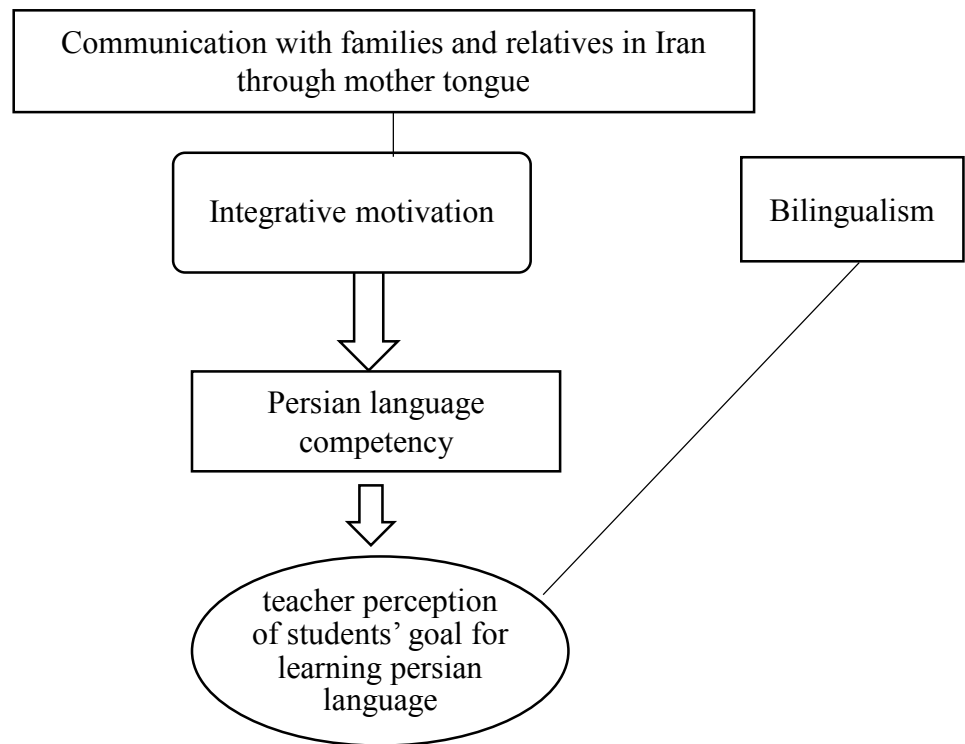 Communication with families and relatives in Iran
through mother tongue
Integrative motivation
Bilingualism
Persian language
competency
teacher perception
of students’ goal for
learning persian
language